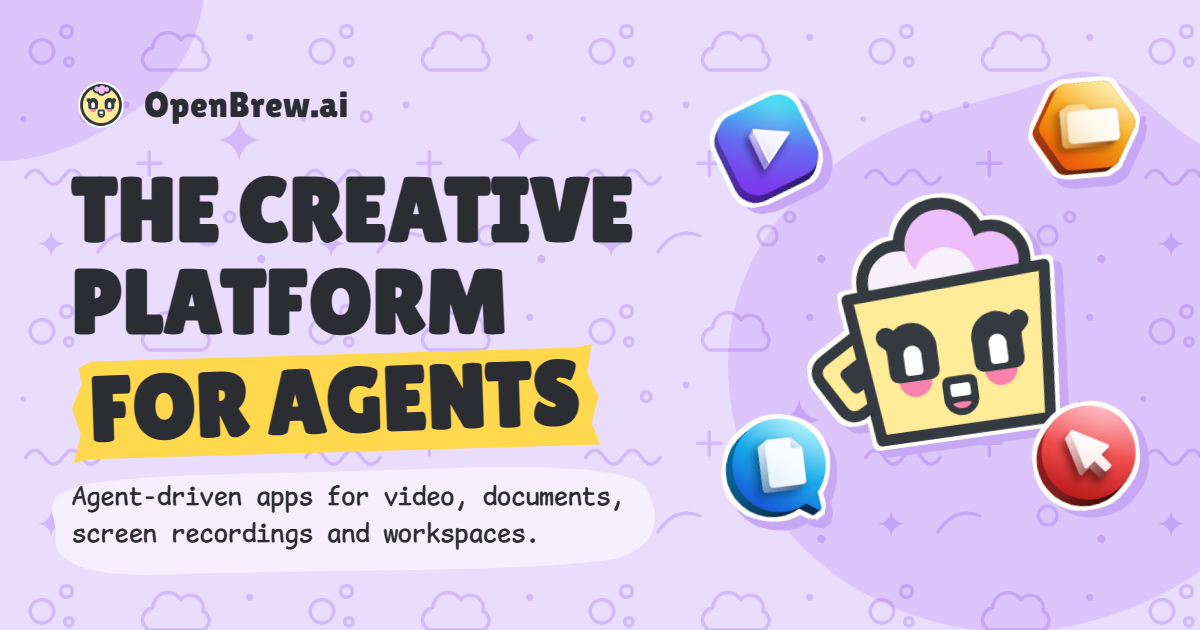 OpenBrew.ai
THE CREATIVE
PLATFORM
FOR AGENTS
Agent-driven apps for video, documents,
screen recordings and workspaces.